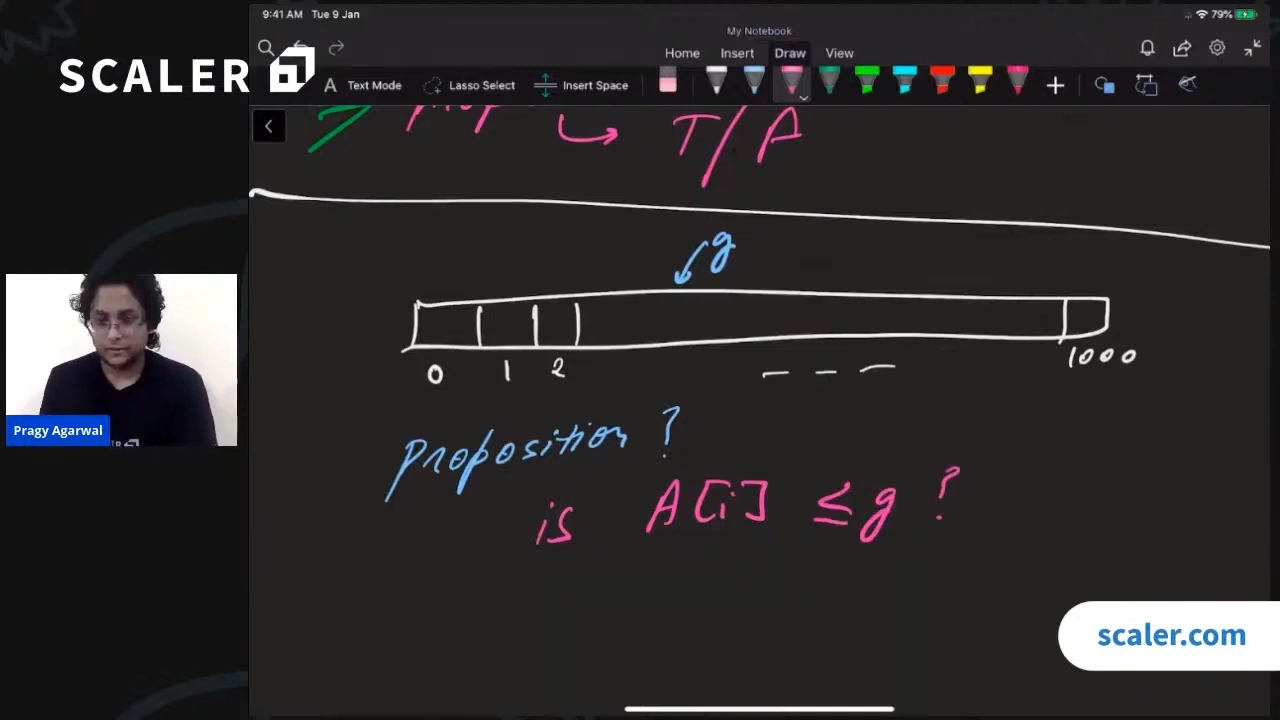 9:41 AM Tue 9 Jan
79%
My Notebook
SCALER
Home Insert Draw View
A Text Mode Lasso Select Insert Space
T/
g
0 1 2 1000
Pragy Agarwal
proposition ?
is A[i] ≤ g ?
scaler.com